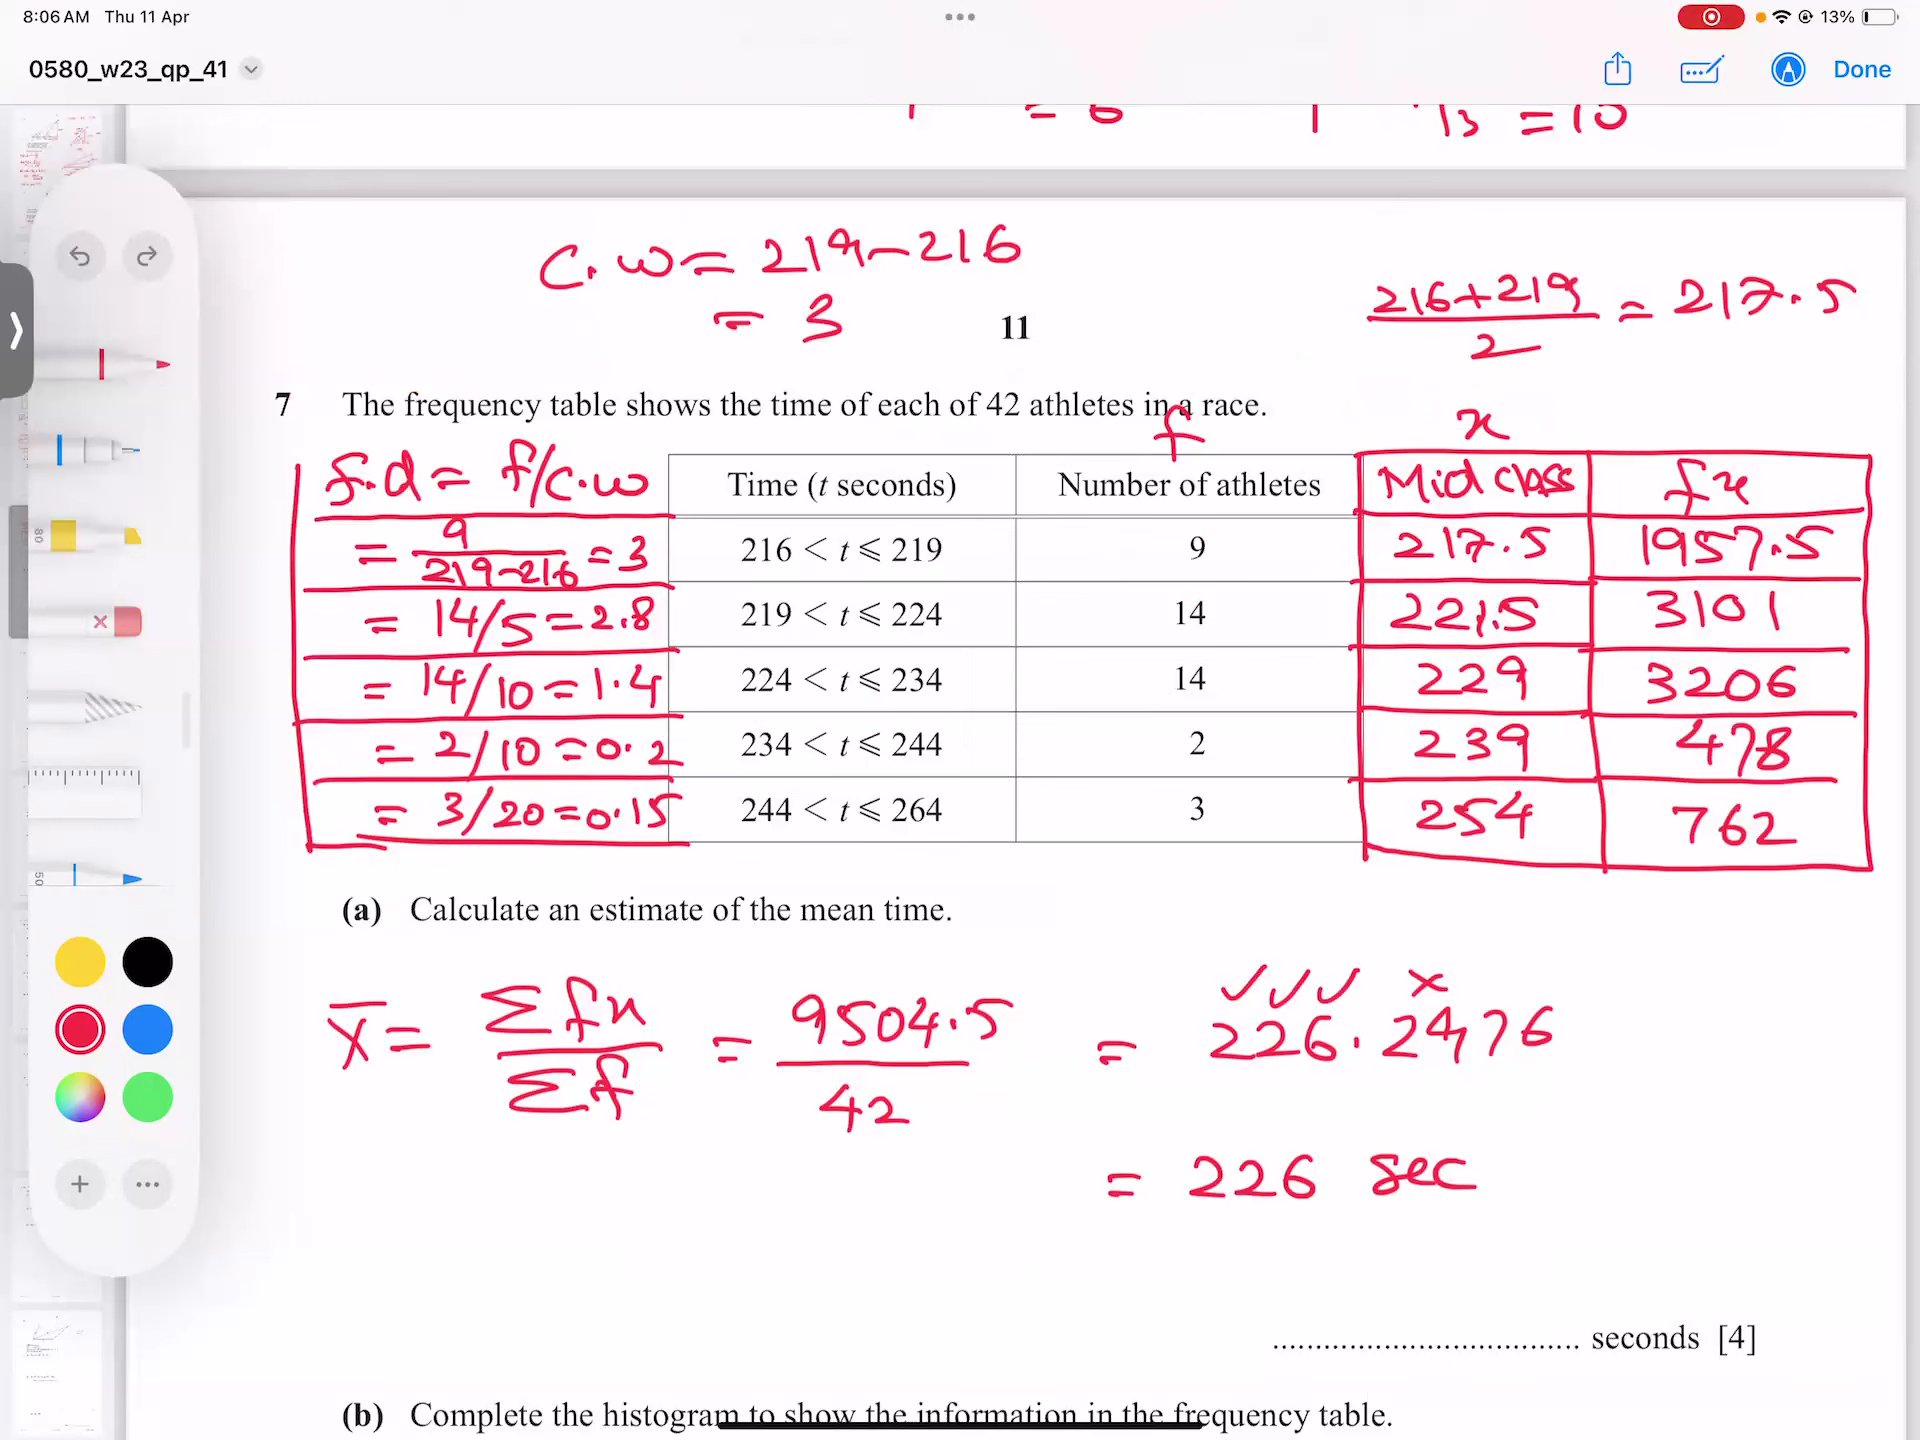 8:06 AM Thu 11 Apr
13%
0580_w23_qp_41
Done
= 6
13 = 10
C.W = 219-216
= 3
11
216+219 / 2 = 217.5
7 The frequency table shows the time of each of 42 athletes in a race.
f
x
f.d = f/c.w Time (t seconds) Number of athletes Mid class fx
= 9 / 219-216 = 3 216 < t ⩽ 219 9 217.5 1957.5
= 14/5 = 2.8 219 < t ⩽ 224 14 221.5 3101
= 14/10 = 1.4 224 < t ⩽ 234 14 229 3206
= 2/10 = 0.2 234 < t ⩽ 244 2 239 478
= 3/20 = 0.15 244 < t ⩽ 264 3 254 762
(a) Calculate an estimate of the mean time.
X̄ = Σfx / Σf = 9504.5 / 42 = 226.2976
= 226 sec
.................................... seconds [4]
(b) Complete the histogram to show the information in the frequency table.
80
50